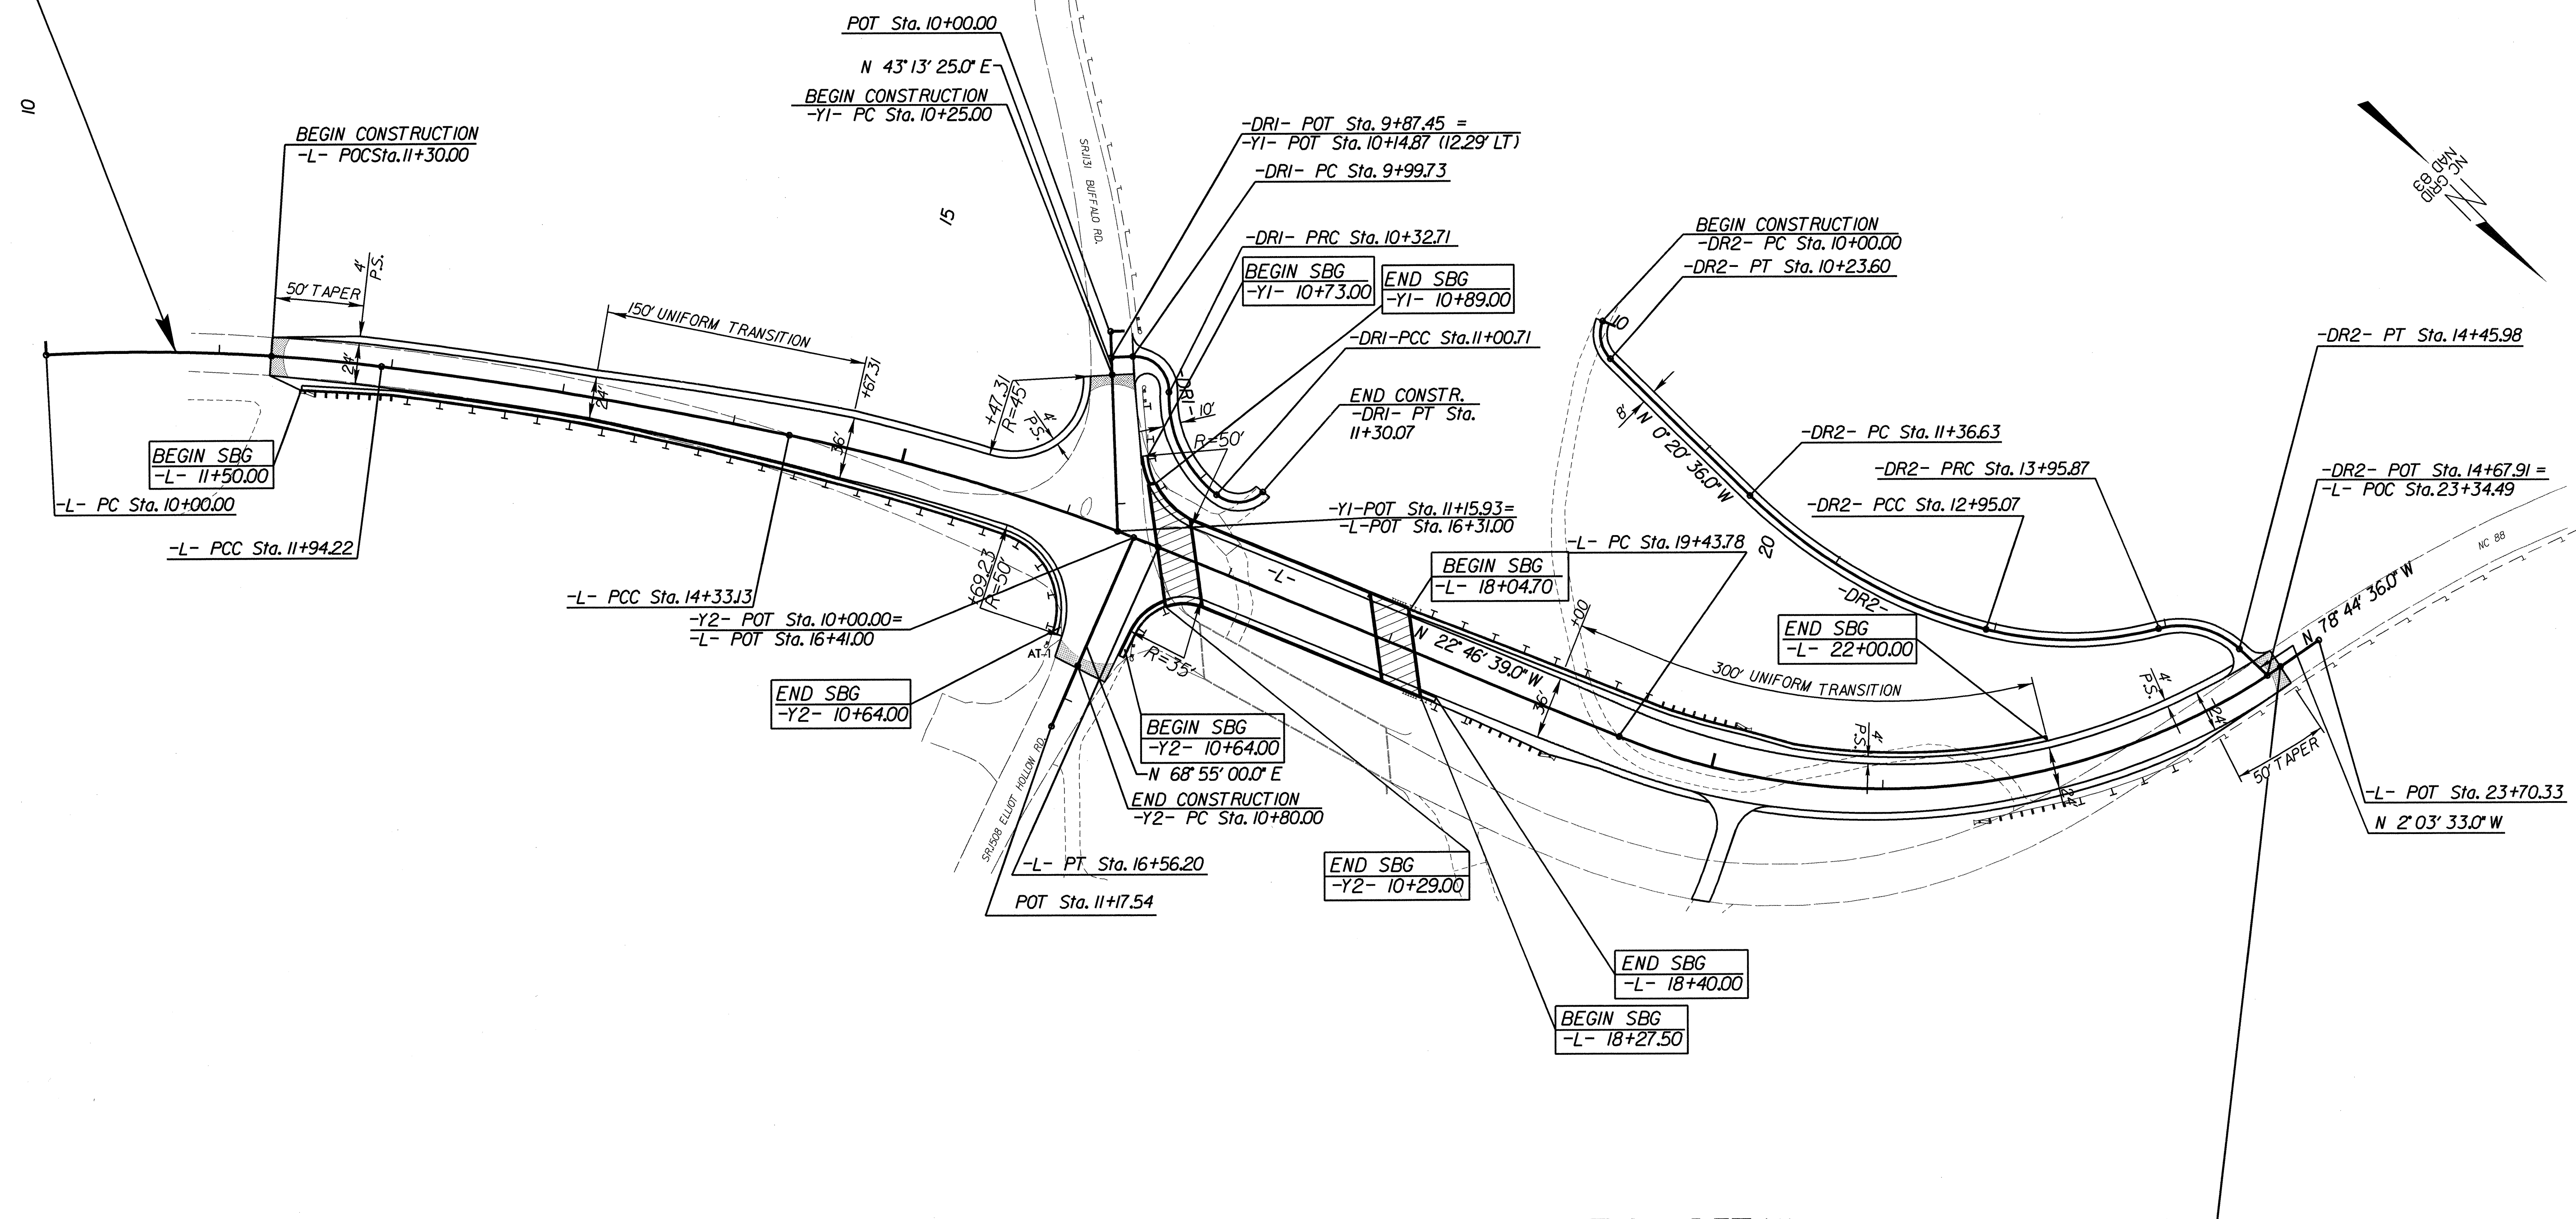 POT Sta. 10+00.00
N 43° 13' 25.0" E
BEGIN CONSTRUCTION
-Y1- PC Sta. 10+25.00
10
BEGIN CONSTRUCTION
-L- POCSta. 11+30.00
-DR1- POT Sta. 9+87.45 =
-Y1- POT Sta. 10+14.87 (12.29' LT)
-DR1- PC Sta. 9+99.73
SR1131 BUFFALO RD.
15
NC GRID
NAD 83
-DR1- PRC Sta. 10+32.71
BEGIN SBG
-Y1- 10+73.00
END SBG
-Y1- 10+89.00
BEGIN CONSTRUCTION
-DR2- PC Sta. 10+00.00
-DR2- PT Sta. 10+23.60
50' TAPER
4'
P.S.
150' UNIFORM TRANSITION
+67.31
24'
24'
36'
+47.31
R=45'
4'
P.S.
-DR1-
10'
R=50'
-DR1-PCC Sta. 11+00.71
END CONSTR.
-DR1- PT Sta.
11+30.07
10
8'
N 0° 20' 36.0" W
-DR2- PT Sta. 14+45.98
-DR2- PC Sta. 11+36.63
-DR2- PRC Sta. 13+95.87
-DR2- PCC Sta. 12+95.07
-DR2- POT Sta. 14+67.91 =
-L- POC Sta. 23+34.49
BEGIN SBG
-L- 11+50.00
-L- PC Sta. 10+00.00
-L- PCC Sta. 11+94.22
-L- PCC Sta. 14+33.13
-Y1-POT Sta. 11+15.93=
-L-POT Sta. 16+31.00
-L- PC Sta. 19+43.78
20
NC 88
N 78° 44' 36.0" W
-L-
BEGIN SBG
-L- 18+04.70
+69.23
R=50'
-Y2- POT Sta. 10+00.00=
-L- POT Sta. 16+41.00
+00
-DR2-
END SBG
-L- 22+00.00
N 22° 46' 39.0" W
300' UNIFORM TRANSITION
36'
AT-1
R=35'
END SBG
-Y2- 10+64.00
BEGIN SBG
-Y2- 10+64.00
N 68° 55' 00.0" E
END CONSTRUCTION
-Y2- PC Sta. 10+80.00
SR1508 ELLIOT HOLLOW RD.
4'
P.S.
4'
P.S.
24'
24'
50' TAPER
-L- POT Sta. 23+70.33
N 2° 03' 33.0" W
-L- PT Sta. 16+56.20
POT Sta. 11+17.54
END SBG
-Y2- 10+29.00
END SBG
-L- 18+40.00
BEGIN SBG
-L- 18+27.50